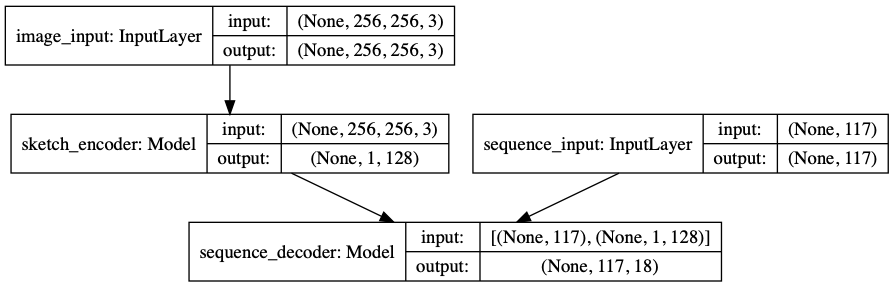 image_input: InputLayer
input:
(None, 256, 256, 3)
output:
(None, 256, 256, 3)
sketch_encoder: Model
input:
(None, 256, 256, 3)
output:
(None, 1, 128)
sequence_input: InputLayer
input:
(None, 117)
output:
(None, 117)
sequence_decoder: Model
input:
[(None, 117), (None, 1, 128)]
output:
(None, 117, 18)